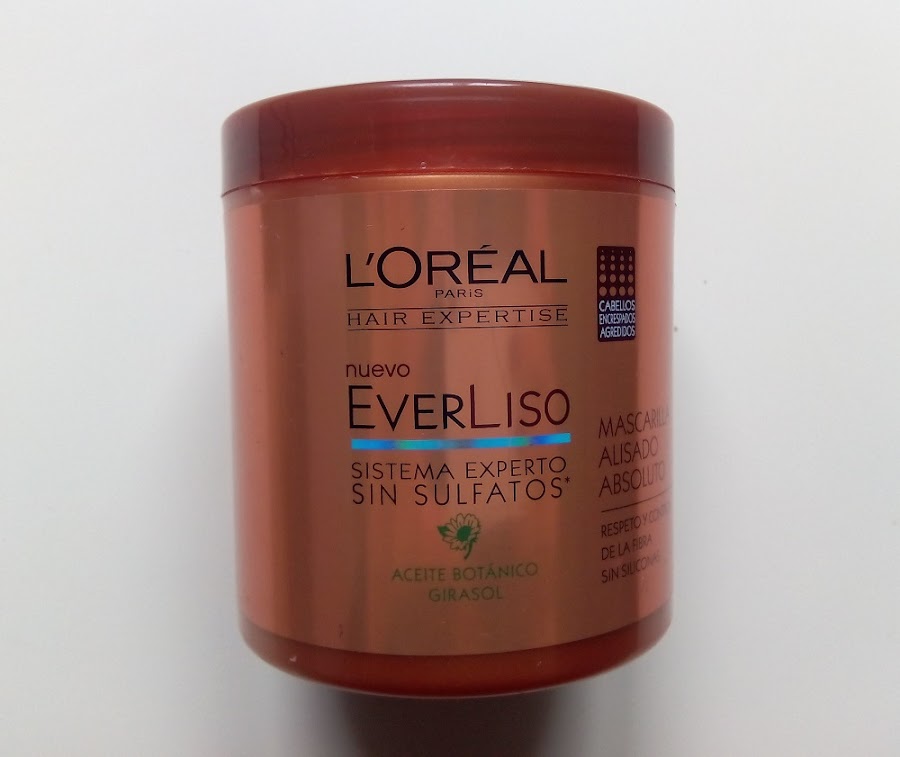 L'ORÉAL
PARiS
HAIR EXPERTISE
nuevo
EVERLISO
SISTEMA EXPERTO
SIN SULFATOS*
ACEITE BOTÁNICO
GIRASOL
CABELLOS
ENCRESPADOS
AGREDIDOS
MASCARILLA
ALISADO
ABSOLUTO
RESPETO Y
DE LA FIBRA
SIN SILICONAS